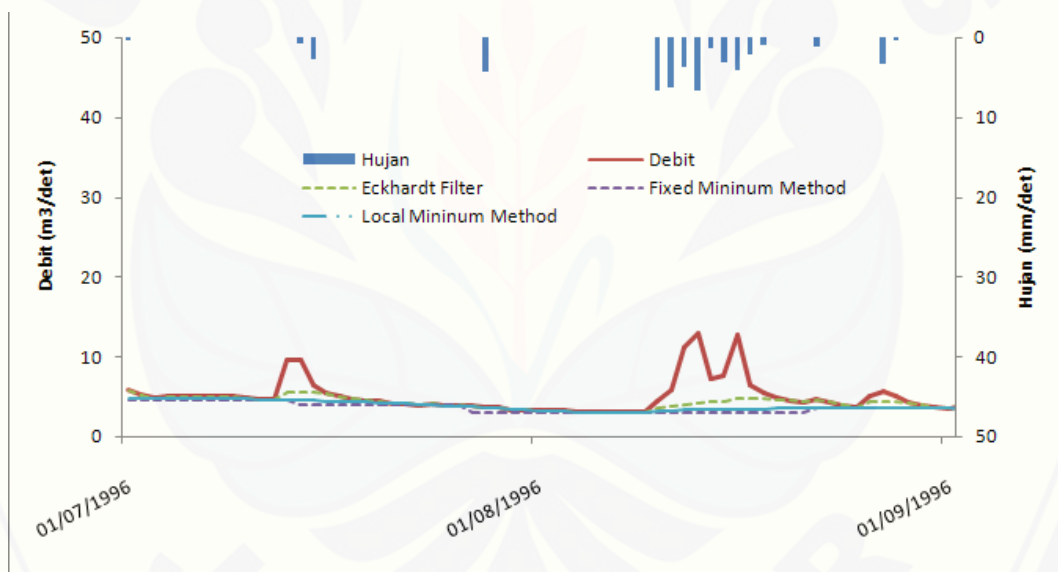 50
40
30
20
10
0
Debit (m3/det)
0
10
20
30
40
50
Hujan (mm/det)
Hujan
Debit
Eckhardt Filter
Fixed Mininum Method
Local Mininum Method
01/07/1996
01/08/1996
01/09/1996